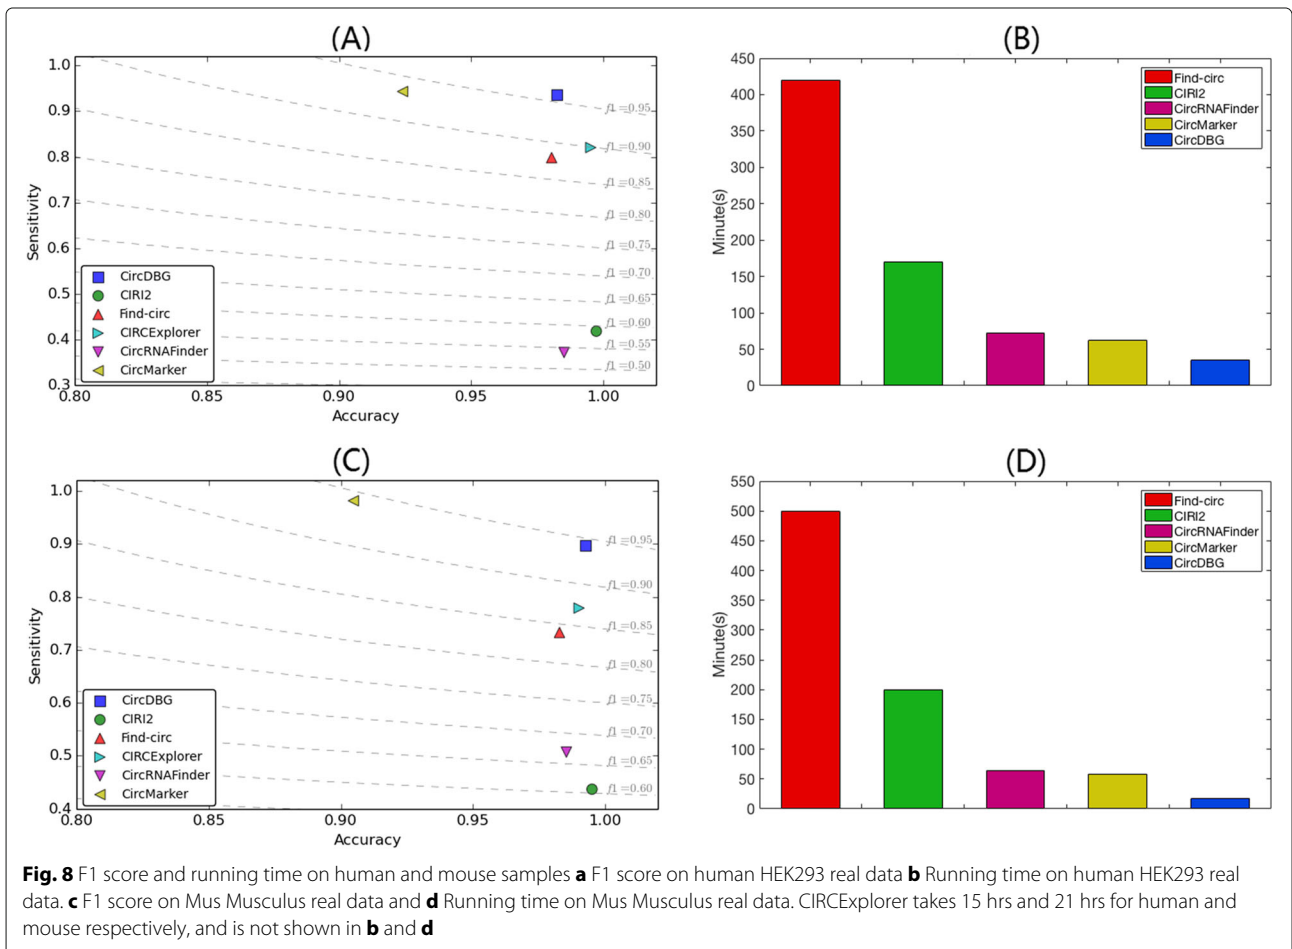 (A)
1.0
0.9
0.8
0.7
0.6
0.5
0.4
0.3
Sensitivity
f1=0.95
f1=0.90
f1=0.85
f1=0.80
f1=0.75
f1=0.70
f1=0.65
f1=0.60
f1=0.55
f1=0.50
CircDBG
CIRI2
Find-circ
CIRCExplorer
CircRNAFinder
CircMarker
0.80 0.85 0.90 0.95 1.00
Accuracy
(B)
450
400
350
300
250
200
150
100
50
0
Minute(s)
Find-circ
CIRI2
CircRNAFinder
CircMarker
CircDBG
(C)
1.0
0.9
0.8
0.7
0.6
0.5
0.4
Sensitivity
f1=0.95
f1=0.90
f1=0.85
f1=0.80
f1=0.75
f1=0.70
f1=0.65
f1=0.60
CircDBG
CIRI2
Find-circ
CIRCExplorer
CircRNAFinder
CircMarker
0.80 0.85 0.90 0.95 1.00
Accuracy
(D)
550
500
450
400
350
300
250
200
150
100
50
0
Minute(s)
Find-circ
CIRI2
CircRNAFinder
CircMarker
CircDBG
Fig. 8 F1 score and running time on human and mouse samples a F1 score on human HEK293 real data b Running time on human HEK293 real
data. c F1 score on Mus Musculus real data and d Running time on Mus Musculus real data. CIRCExplorer takes 15 hrs and 21 hrs for human and
mouse respectively, and is not shown in b and d